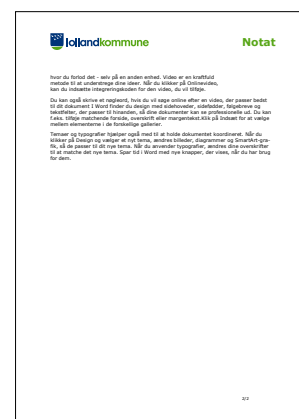 lollandkommune
Notat
hvor du forlod det - selv på en anden enhed. Video er en kraftfuld
metode til at understrege dine ideer. Når du klikker på Onlinevideo,
kan du indsætte integreringskoden for den video, du vil tilføje.
Du kan også skrive et nøgleord, hvis du vil søge online efter en video, der passer bedst
til dit dokument I Word finder du design med sidehoveder, sidefødder, følgebreve og
tekstfelter, der passer til hinanden, så dine dokumenter kan se professionelle ud. Du kan
f.eks. tilføje matchende forside, overskrift eller margentekst.Klik på Indsæt for at vælge
mellem elementerne i de forskellige gallerier.
Temaer og typografier hjælper også med til at holde dokumentet koordineret. Når du
klikker på Design og vælger et nyt tema, ændres billeder, diagrammer og SmartArt-gra-
fik, så de passer til dit nye tema. Når du anvender typografier, ændres dine overskrifter
til at matche det nye tema. Spar tid i Word med nye knapper, der vises, når du har brug
for dem.
2/2